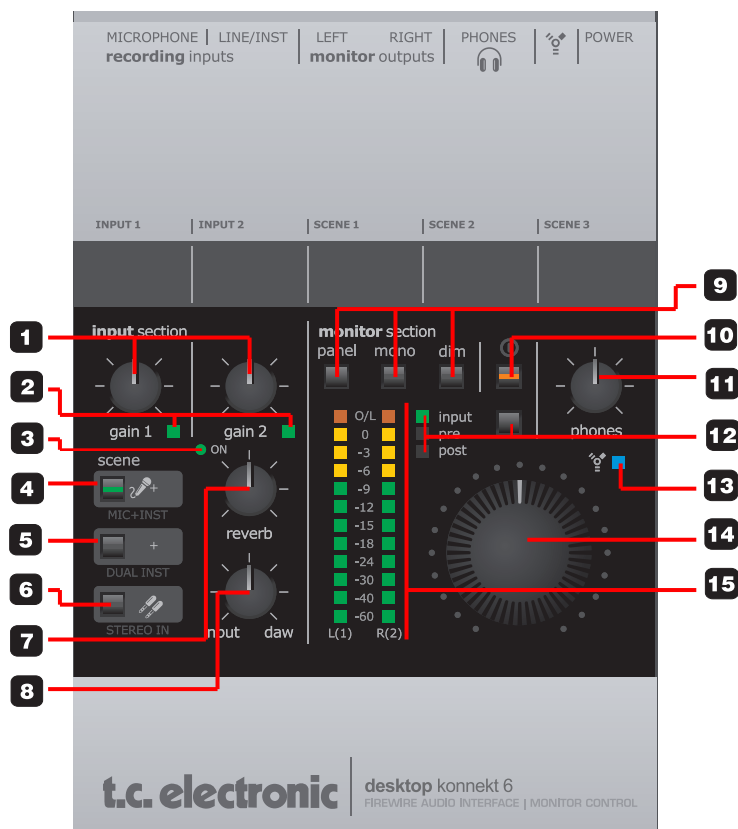 MICROPHONE | LINE/INST | LEFT RIGHT | PHONES | POWER
recording inputs monitor outputs
INPUT 1 | INPUT 2 | SCENE 1 | SCENE 2 | SCENE 3
input section
monitor section
panel mono dim
gain 1
gain 2
phones
ON
scene
MIC+INST
+
DUAL INST
+
STEREO IN
reverb
input daw
O/L
0
-3
-6
-9
-12
-15
-18
-24
-30
-40
-60
L(1) R(2)
input
pre
post
1
2
3
4
5
6
7
8
9
10
11
12
13
14
15
t.c. electronic
desktop konnekt 6
FIREWIRE AUDIO INTERFACE | MONITOR CONTROL